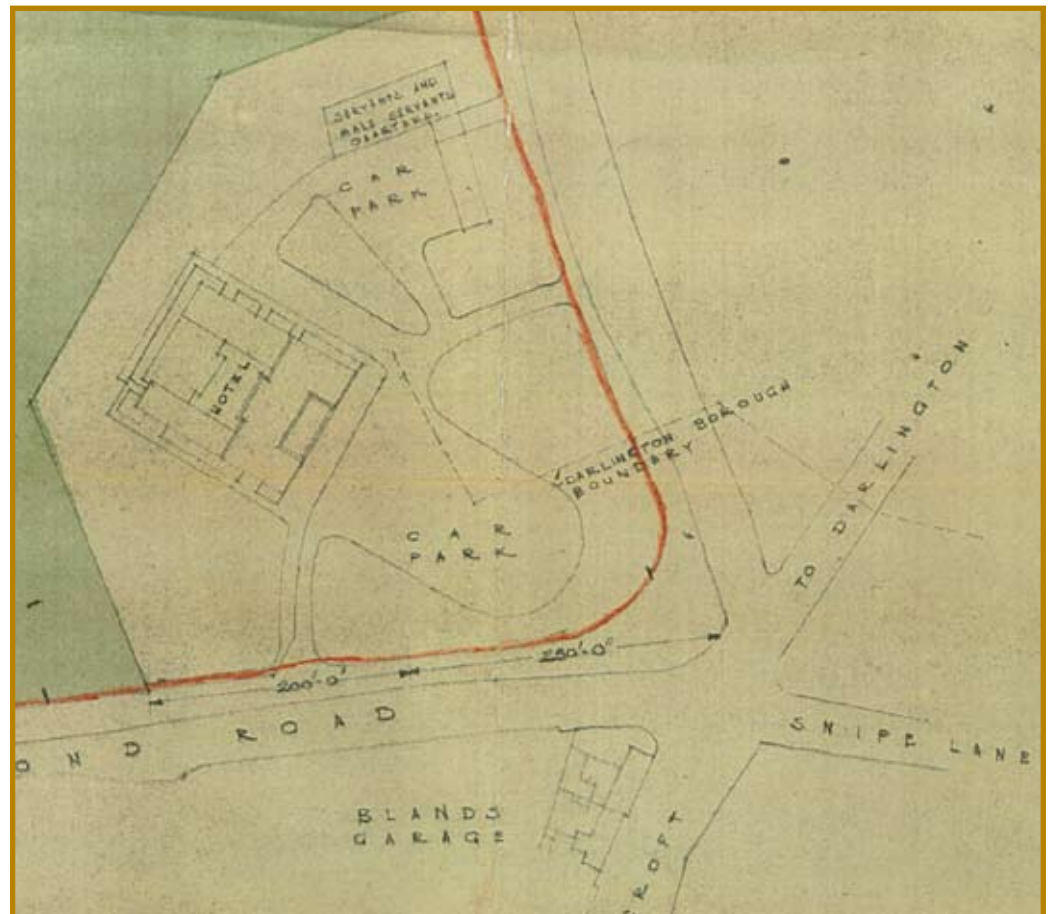 SERVANTS AND
MALE SERVANTS
QUARTERS.
CAR
PARK
HOTEL
DARLINGTON BOROUGH
BOUNDARY
TO DARLINGTON
CAR
PARK
250'-0"
200'-0"
OND ROAD
SNIPE LANE
BLANDS
GARAGE
CROFT